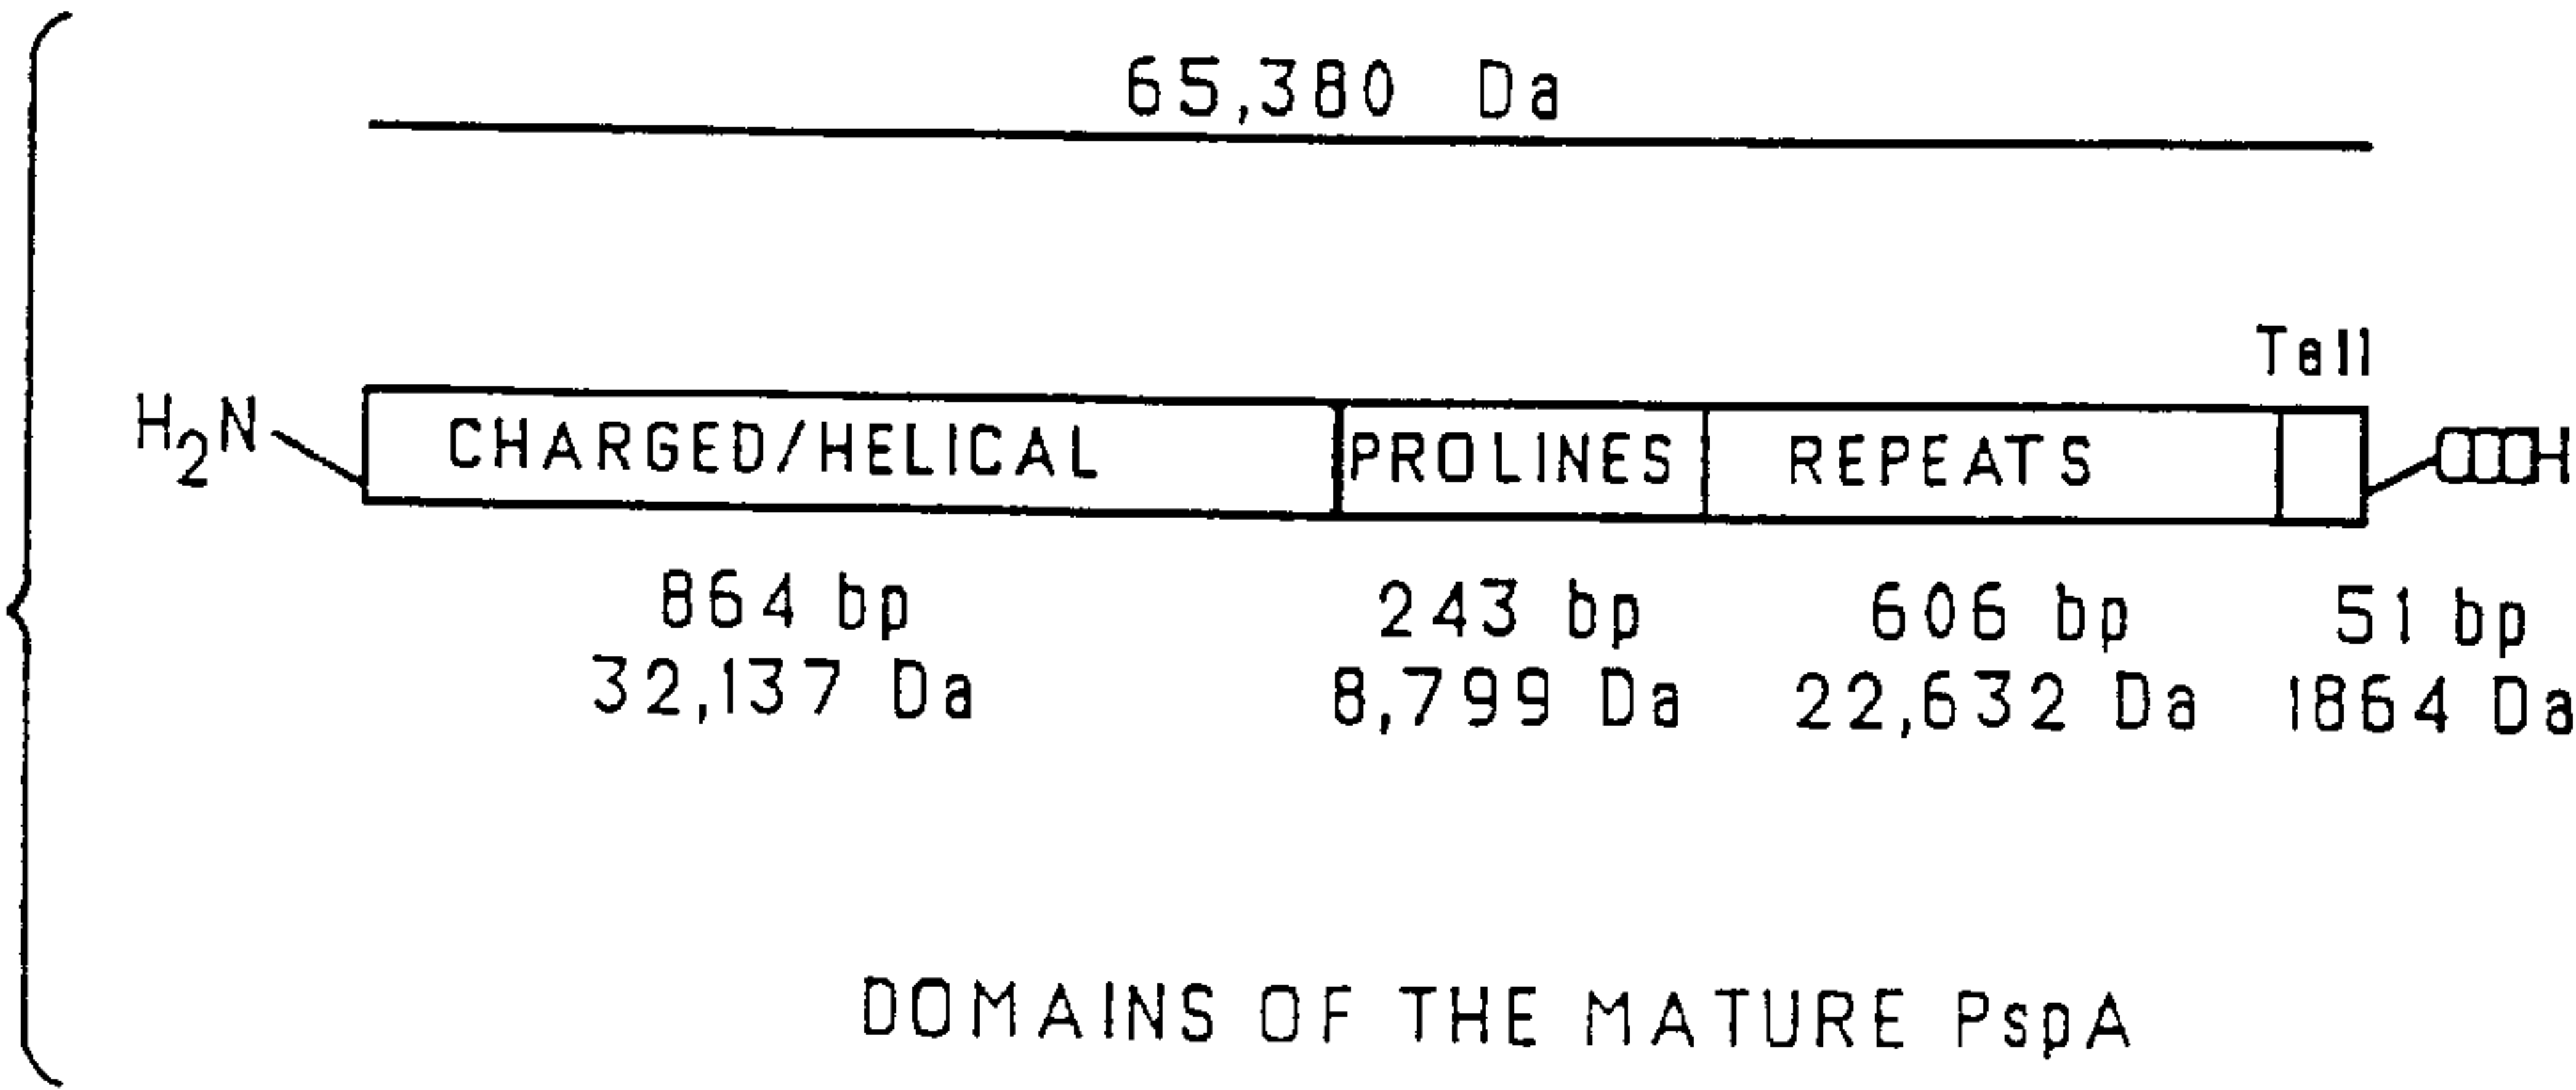 65,380 Da
Tail
H₂N CHARGED/HELICAL PROLINES REPEATS COOH
864 bp 243 bp 606 bp 51 bp
32,137 Da 8,799 Da 22,632 Da 1864 Da
DOMAINS OF THE MATURE PspA